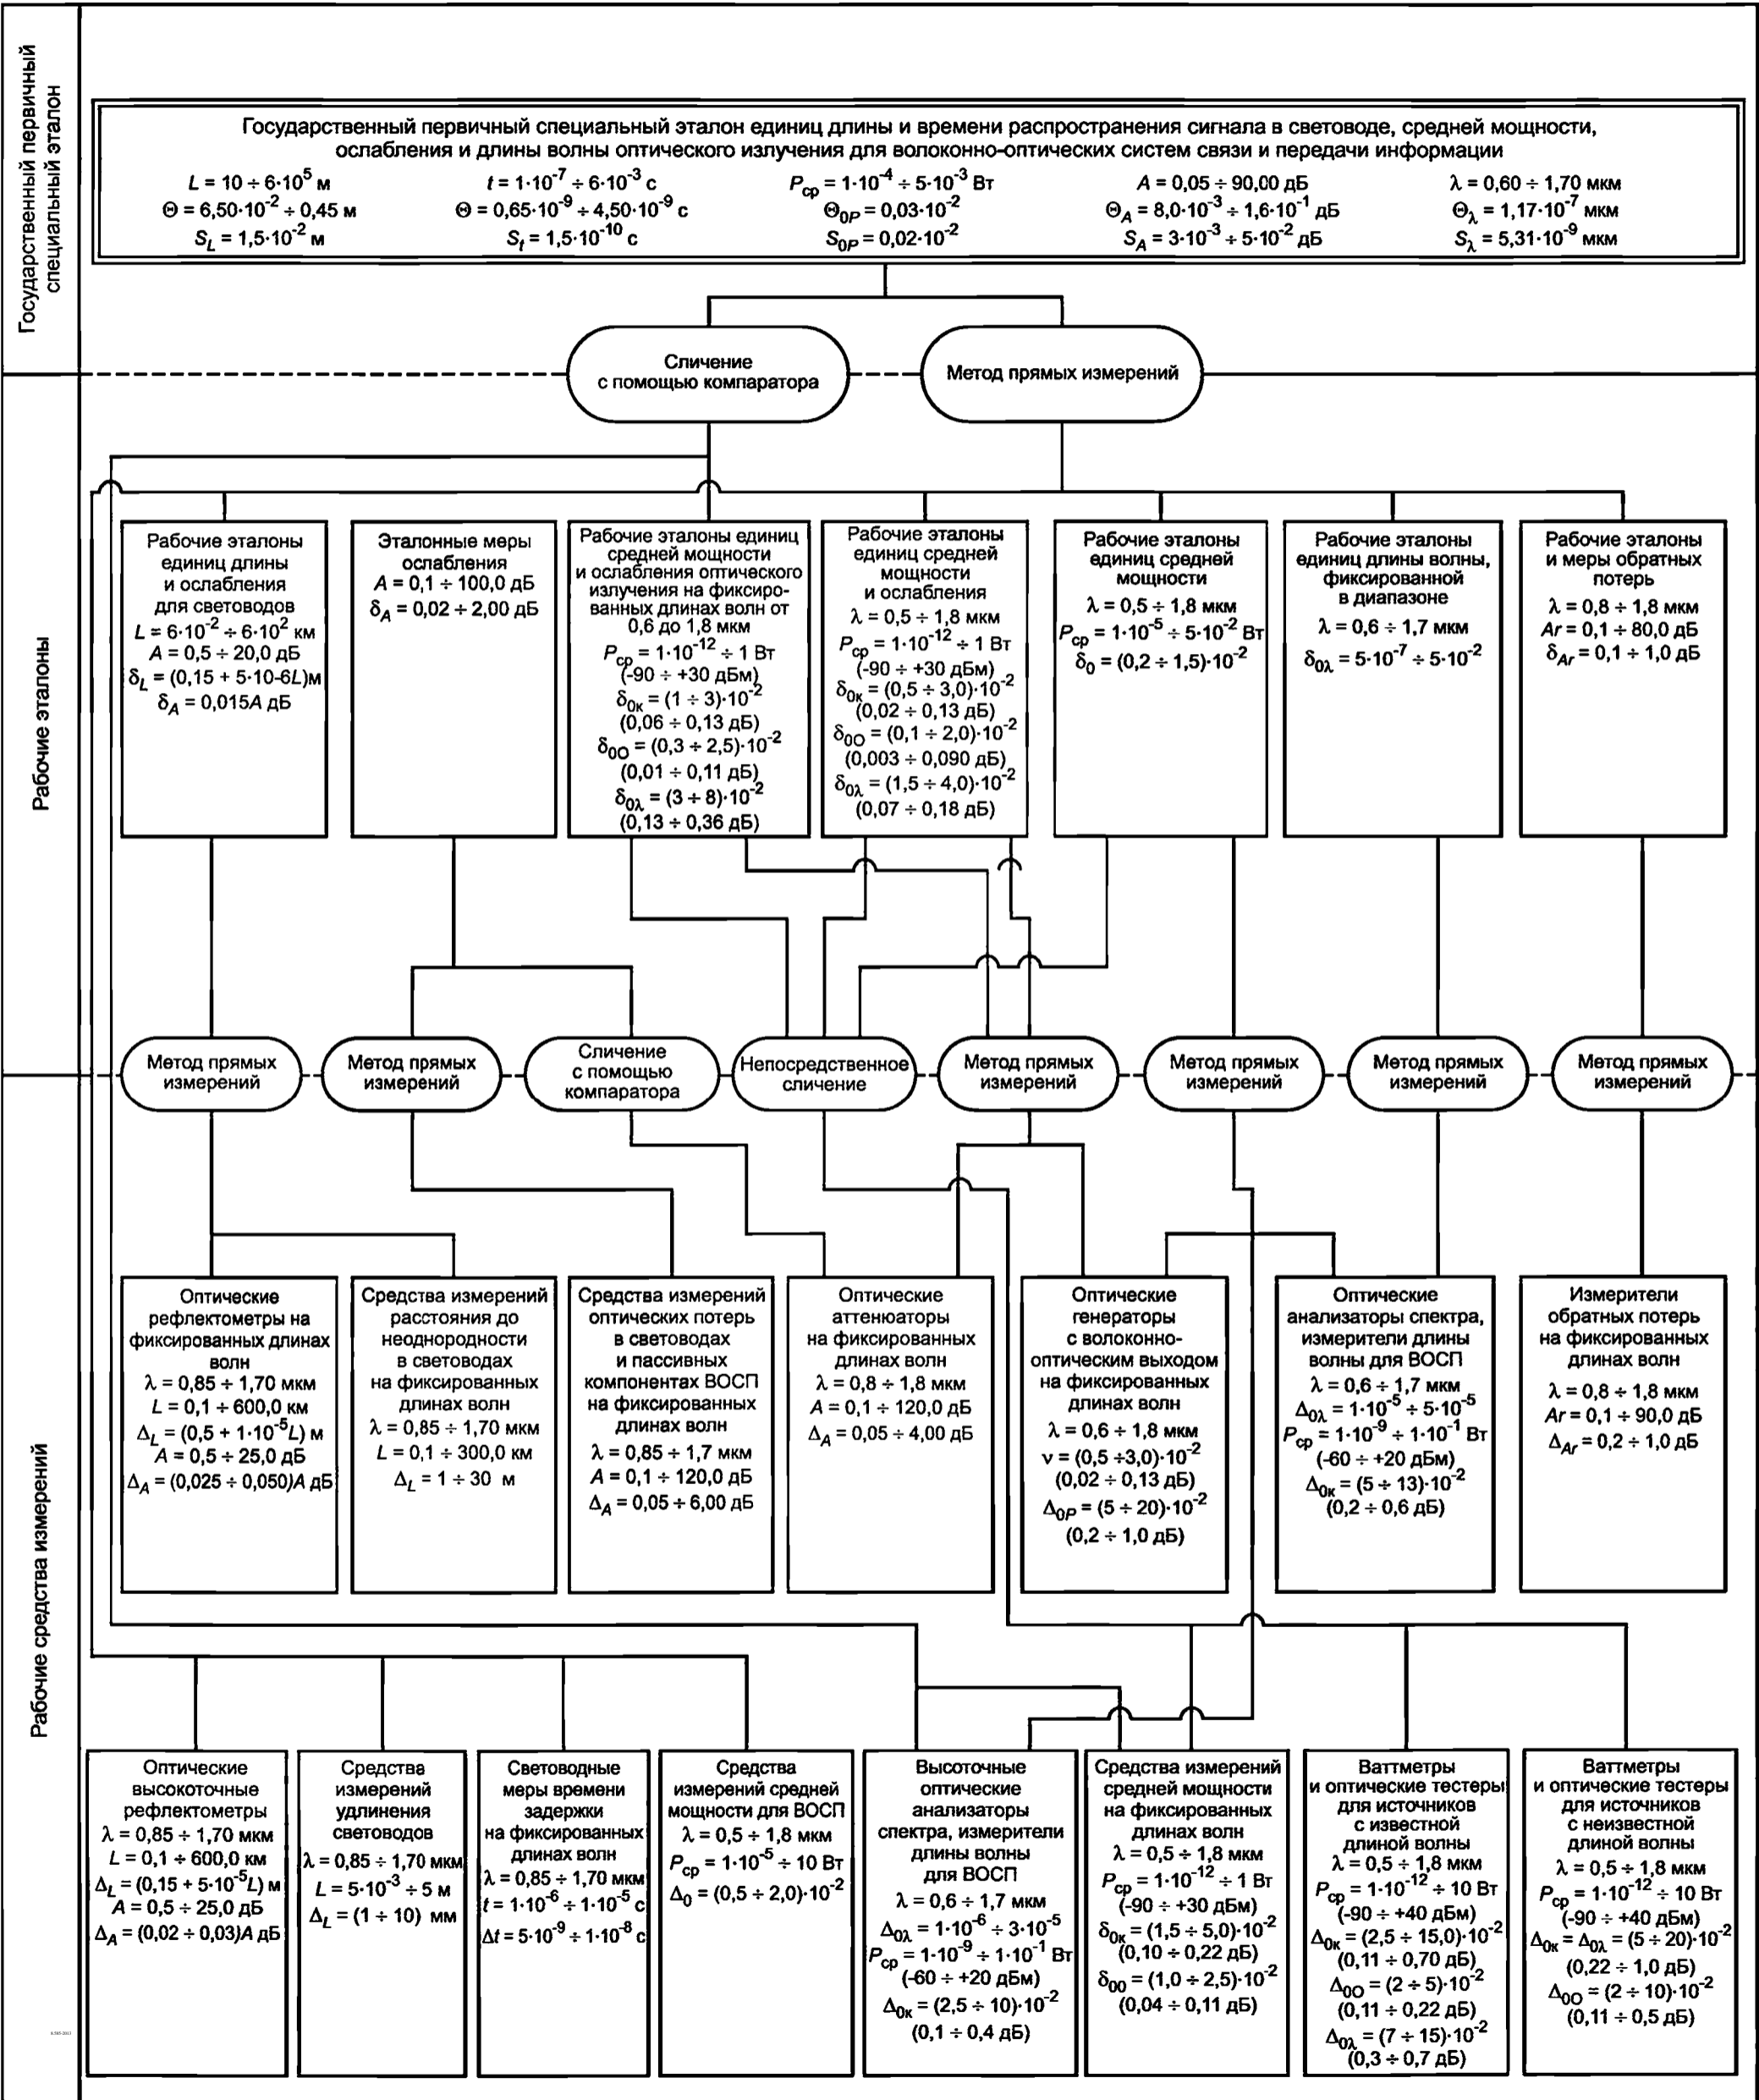 Государственный первичный
специальный эталон
Государственный первичный специальный эталон единиц длины и времени распространения сигнала в световоде, средней мощности,
ослабления и длины волны оптического излучения для волоконно-оптических систем связи и передачи информации
L = 10 ÷ 6·10⁵ м
Θ = 6,50·10⁻² ÷ 0,45 м
S_L = 1,5·10⁻² м
t = 1·10⁻⁷ ÷ 6·10⁻³ с
Θ = 0,65·10⁻⁹ ÷ 4,50·10⁻⁹ с
S_t = 1,5·10⁻¹⁰ с
P_ср = 1·10⁻⁴ ÷ 5·10⁻³ Вт
Θ_0P = 0,03·10⁻²
S_0P = 0,02·10⁻²
A = 0,05 ÷ 90,00 дБ
Θ_A = 8,0·10⁻³ ÷ 1,6·10⁻¹ дБ
S_A = 3·10⁻³ ÷ 5·10⁻² дБ
λ = 0,60 ÷ 1,70 мкм
Θ_λ = 1,17·10⁻⁷ мкм
S_λ = 5,31·10⁻⁹ мкм
Сличение
с помощью компаратора
Метод прямых измерений
Рабочие эталоны
Рабочие эталоны
единиц длины
и ослабления
для световодов
L = 6·10⁻² ÷ 6·10² км
A = 0,5 ÷ 20,0 дБ
δ_L = (0,15 + 5·10-6L)м
δ_A = 0,015A дБ
Эталонные меры
ослабления
A = 0,1 ÷ 100,0 дБ
δ_A = 0,02 ÷ 2,00 дБ
Рабочие эталоны единиц
средней мощности
и ослабления оптического
излучения на фиксиро-
ванных длинах волн от
0,6 до 1,8 мкм
P_ср = 1·10⁻¹² ÷ 1 Вт
(-90 ÷ +30 дБм)
δ_0к = (1 ÷ 3)·10⁻²
(0,06 ÷ 0,13 дБ)
δ_0О = (0,3 ÷ 2,5)·10⁻²
(0,01 ÷ 0,11 дБ)
δ_0λ = (3 ÷ 8)·10⁻²
(0,13 ÷ 0,36 дБ)
Рабочие эталоны
единиц средней
мощности
и ослабления
λ = 0,5 ÷ 1,8 мкм
P_ср = 1·10⁻¹² ÷ 1 Вт
(-90 ÷ +30 дБм)
δ_0к = (0,5 ÷ 3,0)·10⁻²
(0,02 ÷ 0,13 дБ)
δ_0О = (0,1 ÷ 2,0)·10⁻²
(0,003 ÷ 0,090 дБ)
δ_0λ = (1,5 ÷ 4,0)·10⁻²
(0,07 ÷ 0,18 дБ)
Рабочие эталоны
единиц средней
мощности
λ = 0,5 ÷ 1,8 мкм
P_ср = 1·10⁻⁵ ÷ 5·10⁻² Вт
δ_0 = (0,2 ÷ 1,5)·10⁻²
Рабочие эталоны
единиц длины волны,
фиксированной
в диапазоне
λ = 0,6 ÷ 1,7 мкм
δ_0λ = 5·10⁻⁷ ÷ 5·10⁻²
Рабочие эталоны
и меры обратных
потерь
λ = 0,8 ÷ 1,8 мкм
Ar = 0,1 ÷ 80,0 дБ
δ_Ar = 0,1 ÷ 1,0 дБ
Метод прямых
измерений
Метод прямых
измерений
Сличение
с помощью
компаратора
Непосредственное
сличение
Метод прямых
измерений
Метод прямых
измерений
Метод прямых
измерений
Метод прямых
измерений
Рабочие средства измерений
Оптические
рефлектометры на
фиксированных длинах
волн
λ = 0,85 ÷ 1,70 мкм
L = 0,1 ÷ 600,0 км
Δ_L = (0,5 + 1·10⁻⁵L) м
A = 0,5 ÷ 25,0 дБ
Δ_A = (0,025 ÷ 0,050)A дБ
Средства измерений
расстояния до
неоднородности
в световодах
на фиксированных
длинах волн
λ = 0,85 ÷ 1,70 мкм
L = 0,1 ÷ 300,0 км
Δ_L = 1 ÷ 30 м
Средства измерений
оптических потерь
в световодах
и пассивных
компонентах ВОСП
на фиксированных
длинах волн
λ = 0,85 ÷ 1,7 мкм
A = 0,1 ÷ 120,0 дБ
Δ_A = 0,05 ÷ 6,00 дБ
Оптические
аттенюаторы
на фиксированных
длинах волн
λ = 0,8 ÷ 1,8 мкм
A = 0,1 ÷ 120,0 дБ
Δ_A = 0,05 ÷ 4,00 дБ
Оптические
генераторы
с волоконно-
оптическим выходом
на фиксированных
длинах волн
λ = 0,6 ÷ 1,8 мкм
ν = (0,5 ÷3,0)·10⁻²
(0,02 ÷ 0,13 дБ)
Δ_0P = (5 ÷ 20)·10⁻²
(0,2 ÷ 1,0 дБ)
Оптические
анализаторы спектра,
измерители длины
волны для ВОСП
λ = 0,6 ÷ 1,7 мкм
Δ_0λ = 1·10⁻⁵ ÷ 5·10⁻⁵
P_ср = 1·10⁻⁹ ÷ 1·10⁻¹ Вт
(-60 ÷ +20 дБм)
Δ_0к = (5 ÷ 13)·10⁻²
(0,2 ÷ 0,6 дБ)
Измерители
обратных потерь
на фиксированных
длинах волн
λ = 0,8 ÷ 1,8 мкм
Ar = 0,1 ÷ 90,0 дБ
Δ_Ar = 0,2 ÷ 1,0 дБ
Оптические
высокоточные
рефлектометры
λ = 0,85 ÷ 1,70 мкм
L = 0,1 ÷ 600,0 км
Δ_L = (0,15 + 5·10⁻⁵L) м
A = 0,5 ÷ 25,0 дБ
Δ_A = (0,02 ÷ 0,03)A дБ
Средства
измерений
удлинения
световодов
λ = 0,85 ÷ 1,70 мкм
L = 5·10⁻³ ÷ 5 м
Δ_L = (1 ÷ 10) мм
Световодные
меры времени
задержки
на фиксированных
длинах волн
λ = 0,85 ÷ 1,70 мкм
t = 1·10⁻⁶ ÷ 1·10⁻⁵ с
Δt = 5·10⁻⁹ ÷ 1·10⁻⁸ с
Средства
измерений средней
мощности для ВОСП
λ = 0,5 ÷ 1,8 мкм
P_ср = 1·10⁻⁵ ÷ 10 Вт
Δ_0 = (0,5 ÷ 2,0)·10⁻²
Высоточные
оптические
анализаторы
спектра, измерители
длины волны
для ВОСП
λ = 0,6 ÷ 1,7 мкм
Δ_0λ = 1·10⁻⁶ ÷ 3·10⁻⁵
P_ср = 1·10⁻⁹ ÷ 1·10⁻¹ Вт
(-60 ÷ +20 дБм)
Δ_0к = (2,5 ÷ 10)·10⁻²
(0,1 ÷ 0,4 дБ)
Средства измерений
средней мощности
на фиксированных
длинах волн
λ = 0,5 ÷ 1,8 мкм
P_ср = 1·10⁻¹² ÷ 1 Вт
(-90 ÷ +30 дБм)
δ_0к = (1,5 ÷ 5,0)·10⁻²
(0,10 ÷ 0,22 дБ)
δ_00 = (1,0 ÷ 2,5)·10⁻²
(0,04 ÷ 0,11 дБ)
Ваттметры
и оптические тестеры
для источников
с известной
длиной волны
λ = 0,5 ÷ 1,8 мкм
P_ср = 1·10⁻¹² ÷ 10 Вт
(-90 ÷ +40 дБм)
Δ_0к = (2,5 ÷ 15,0)·10⁻²
(0,11 ÷ 0,70 дБ)
Δ_0О = (2 ÷ 5)·10⁻²
(0,11 ÷ 0,22 дБ)
Δ_0λ = (7 ÷ 15)·10⁻²
(0,3 ÷ 0,7 дБ)
Ваттметры
и оптические тестеры
для источников
с неизвестной
длиной волны
λ = 0,5 ÷ 1,8 мкм
P_ср = 1·10⁻¹² ÷ 10 Вт
(-90 ÷ +40 дБм)
Δ_0к = Δ_0λ = (5 ÷ 20)·10⁻²
(0,22 ÷ 1,0 дБ)
Δ_0О = (2 ÷ 10)·10⁻²
(0,11 ÷ 0,5 дБ)